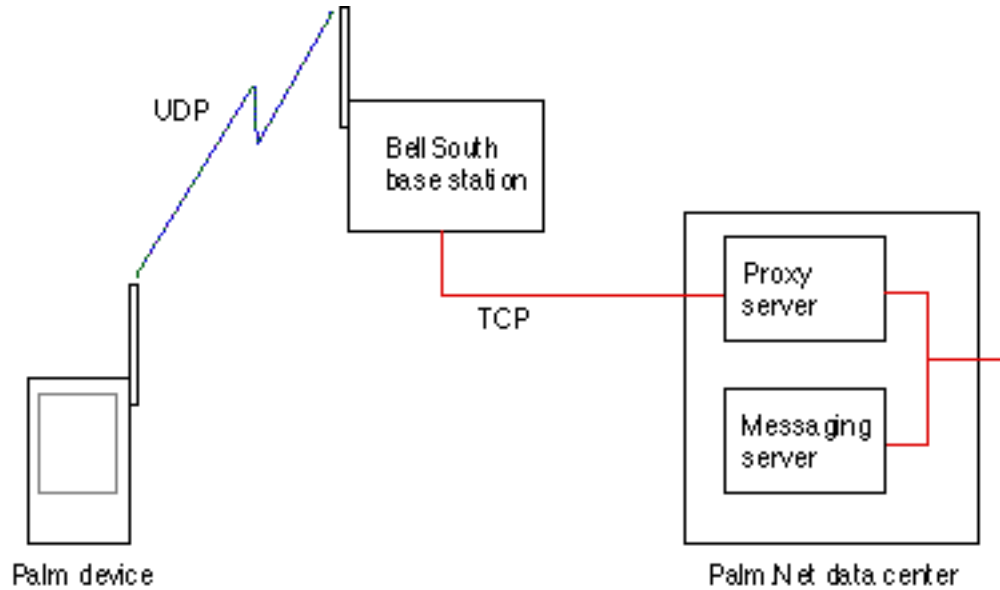 UDP
Bell South
base station
Proxy
server
TCP
Messaging
server
Palm device
Palm.Net data center